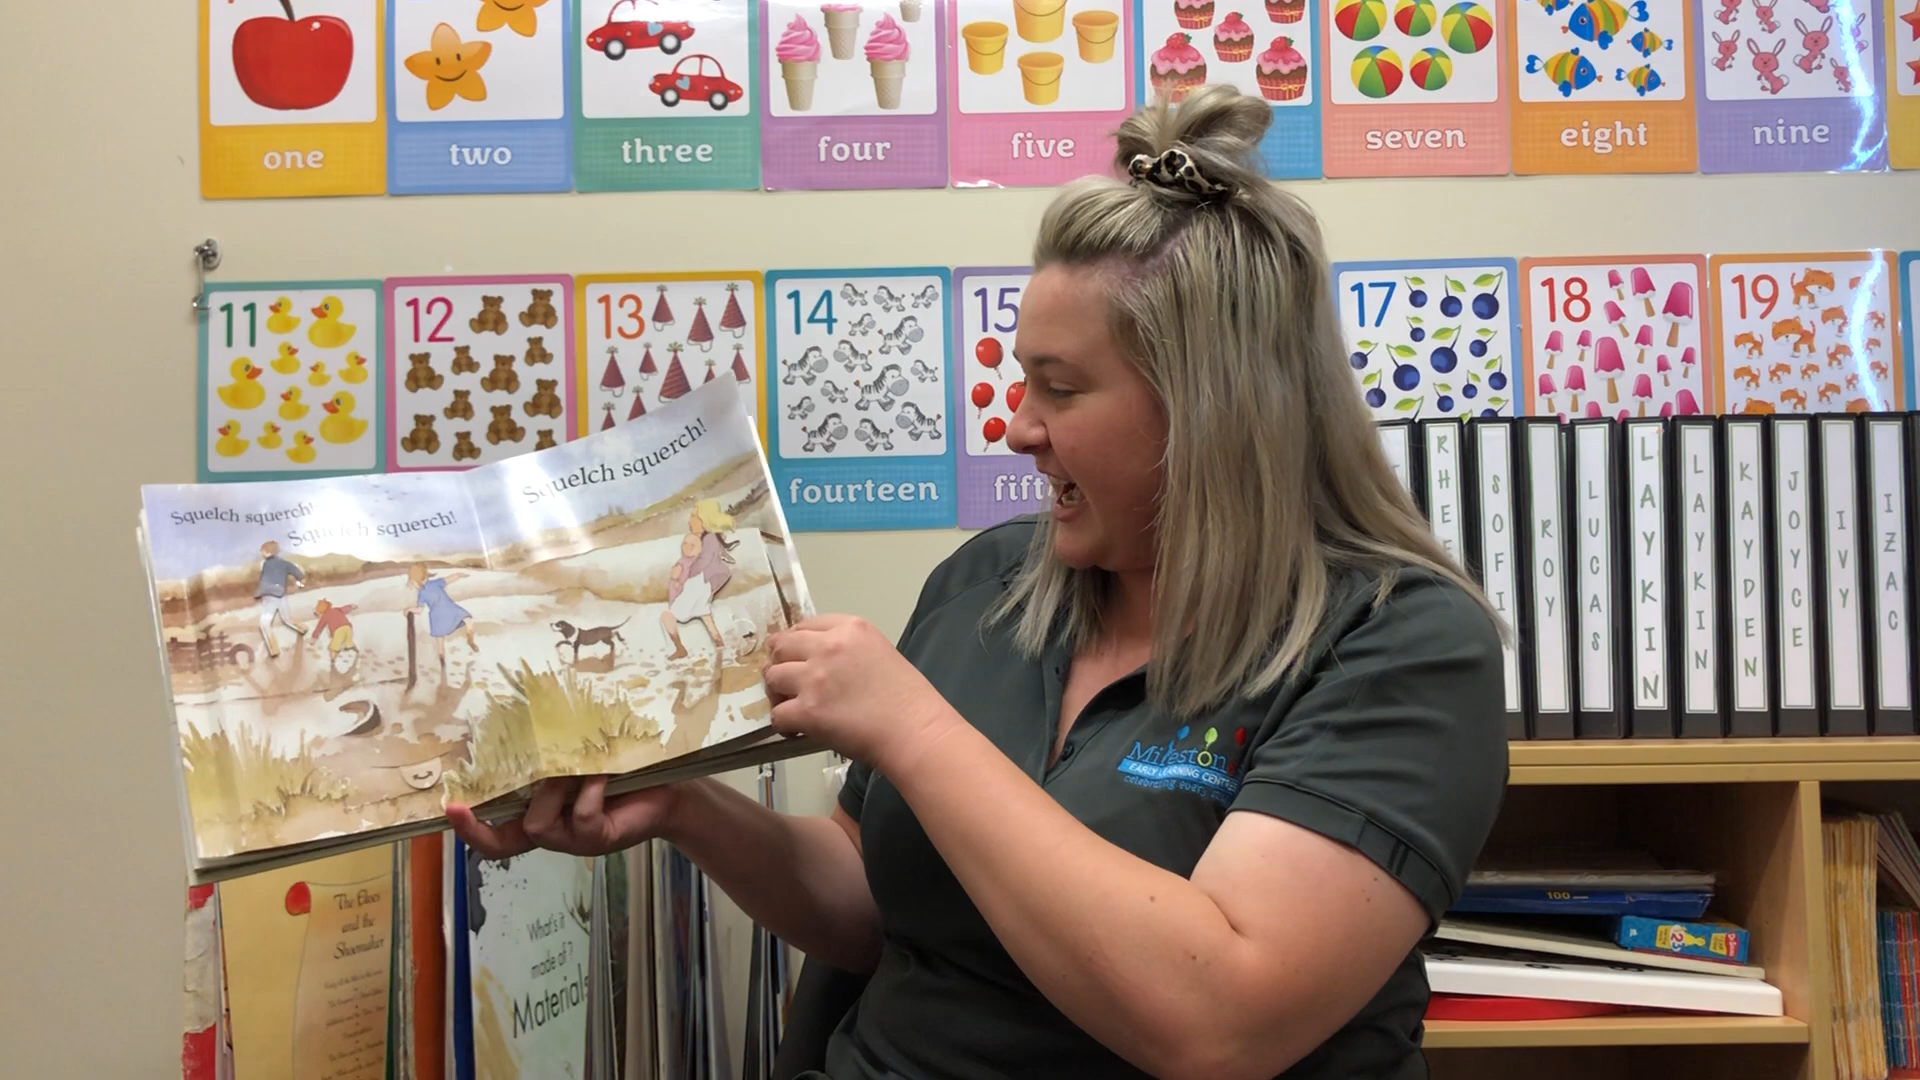 one
two
three
four
five
seven
eight
nine
11
12
13
14
15
17
18
19
fourteen
Squelch squerch!
Squelch squerch!
Squelch squerch!
SOFI
ROY
LUCAS
LAYKIN
LAYKIN
KAYDEN
JOYCE
IVY
IZAC
EARLY LEARNING CENTRE
The Elves
and the
Shoemaker
What's it
made of?
Materials
100